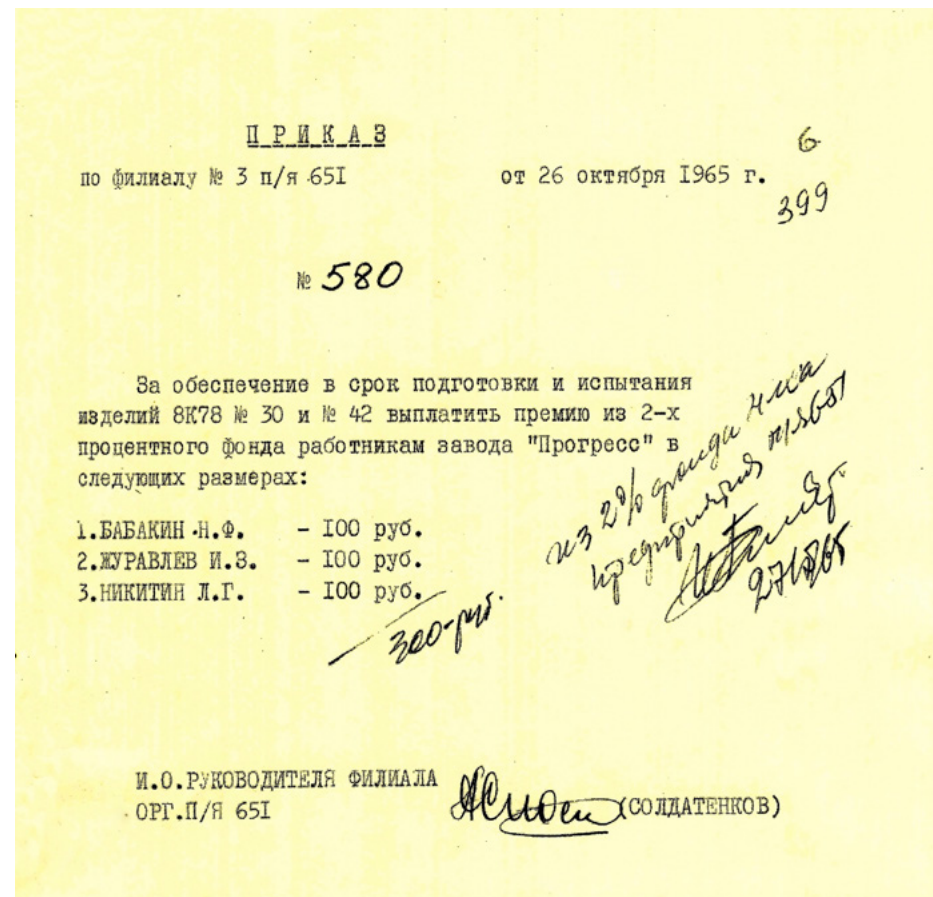 ПРИКАЗ
6
по филиалу № 3 п/я 651 от 26 октября 1965 г.
399
№ 580
За обеспечение в срок подготовки и испытания
изделий 8К78 № 30 и № 42 выплатить премию из 2-х
процентного фонда работникам завода "Прогресс" в
следующих размерах:
1.БАБАКИН Н.Ф. - 100 руб.
2.ЖУРАВЛЕВ И.З. - 100 руб.
3.НИКИТИН Л.Г. - 100 руб.
300-руб.
из 2% фонда
предприятия п/я651
И.О.РУКОВОДИТЕЛЯ ФИЛИАЛА
ОРГ.П/Я 651 (СОЛДАТЕНКОВ)